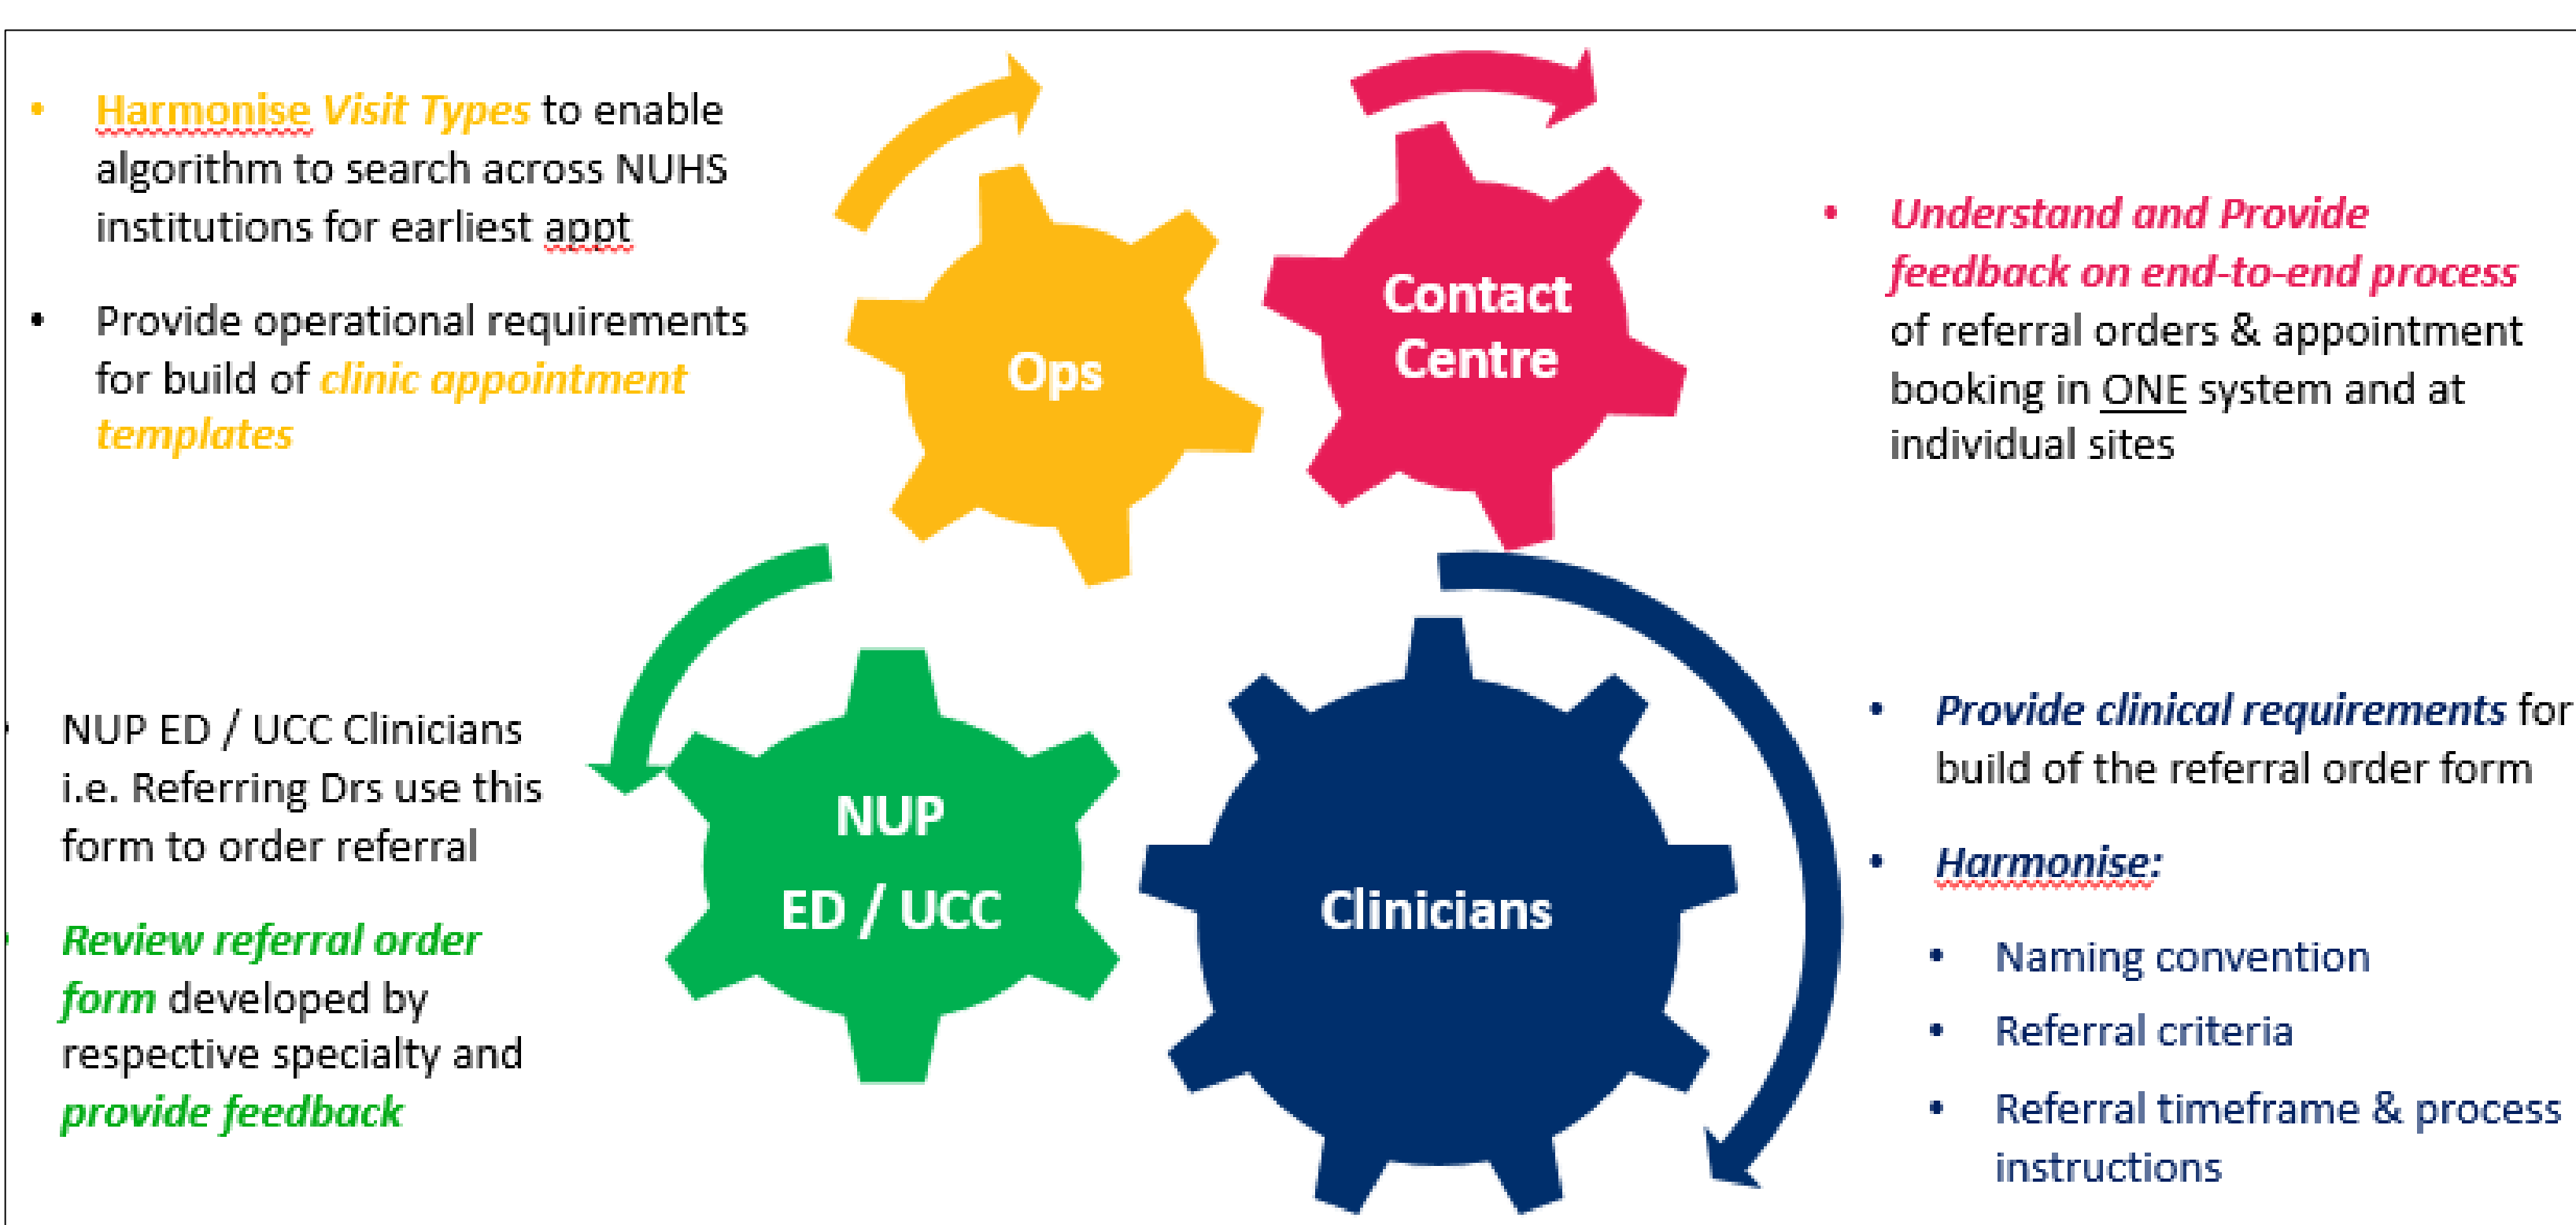 • Harmonise Visit Types to enable
algorithm to search across NUHS
institutions for earliest appt
• Provide operational requirements
for build of clinic appointment
templates
Ops
Contact
Centre
• Understand and Provide
feedback on end-to-end process
of referral orders & appointment
booking in ONE system and at
individual sites
• NUP ED / UCC Clinicians
i.e. Referring Drs use this
form to order referral
• Review referral order
form developed by
respective specialty and
provide feedback
NUP
ED / UCC
Clinicians
• Provide clinical requirements for
build of the referral order form
• Harmonise:
• Naming convention
• Referral criteria
• Referral timeframe & process
instructions